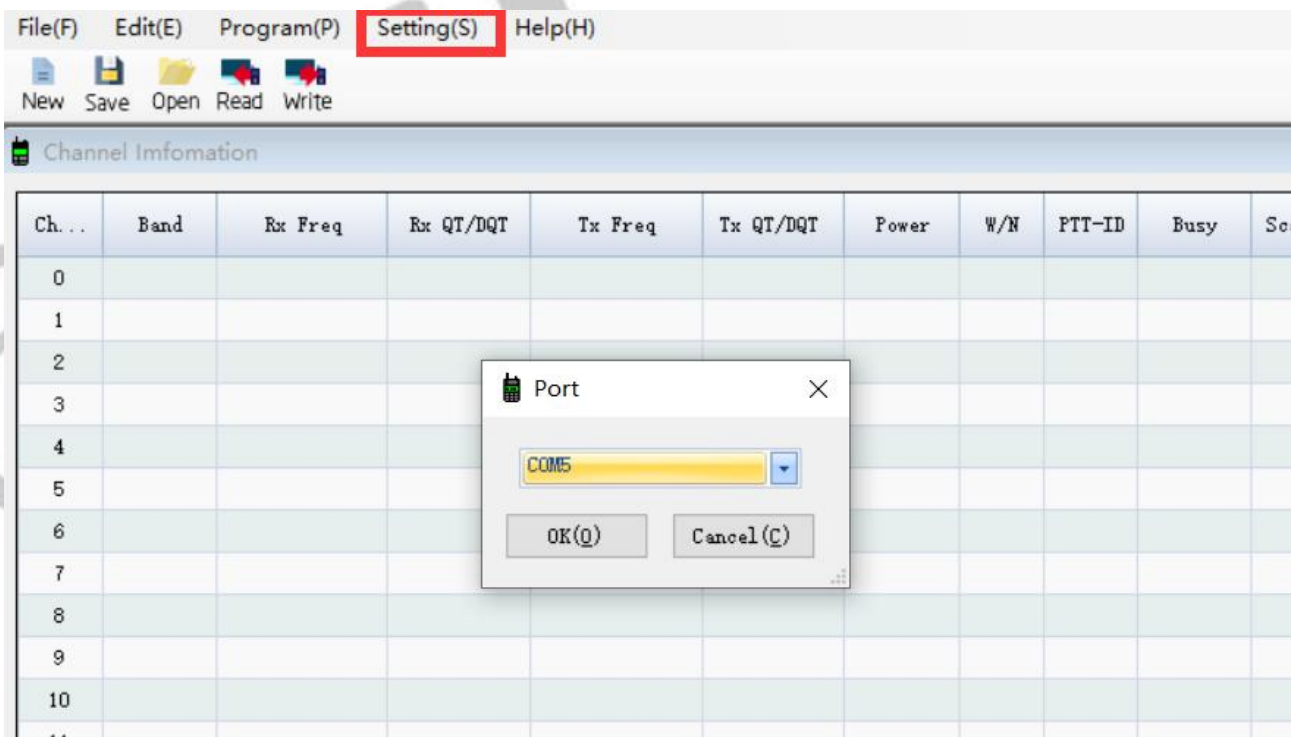 File(F) Edit(E) Program(P) Setting(S) Help(H)
New Save Open Read Write
Channel Imfomation
Ch... Band Rx Freq Rx QT/DQT Tx Freq Tx QT/DQT Power W/N PTT-ID Busy
0
1
2
3
4
5
6
7
8
9
10
Port
COM5
OK(O) Cancel(C)